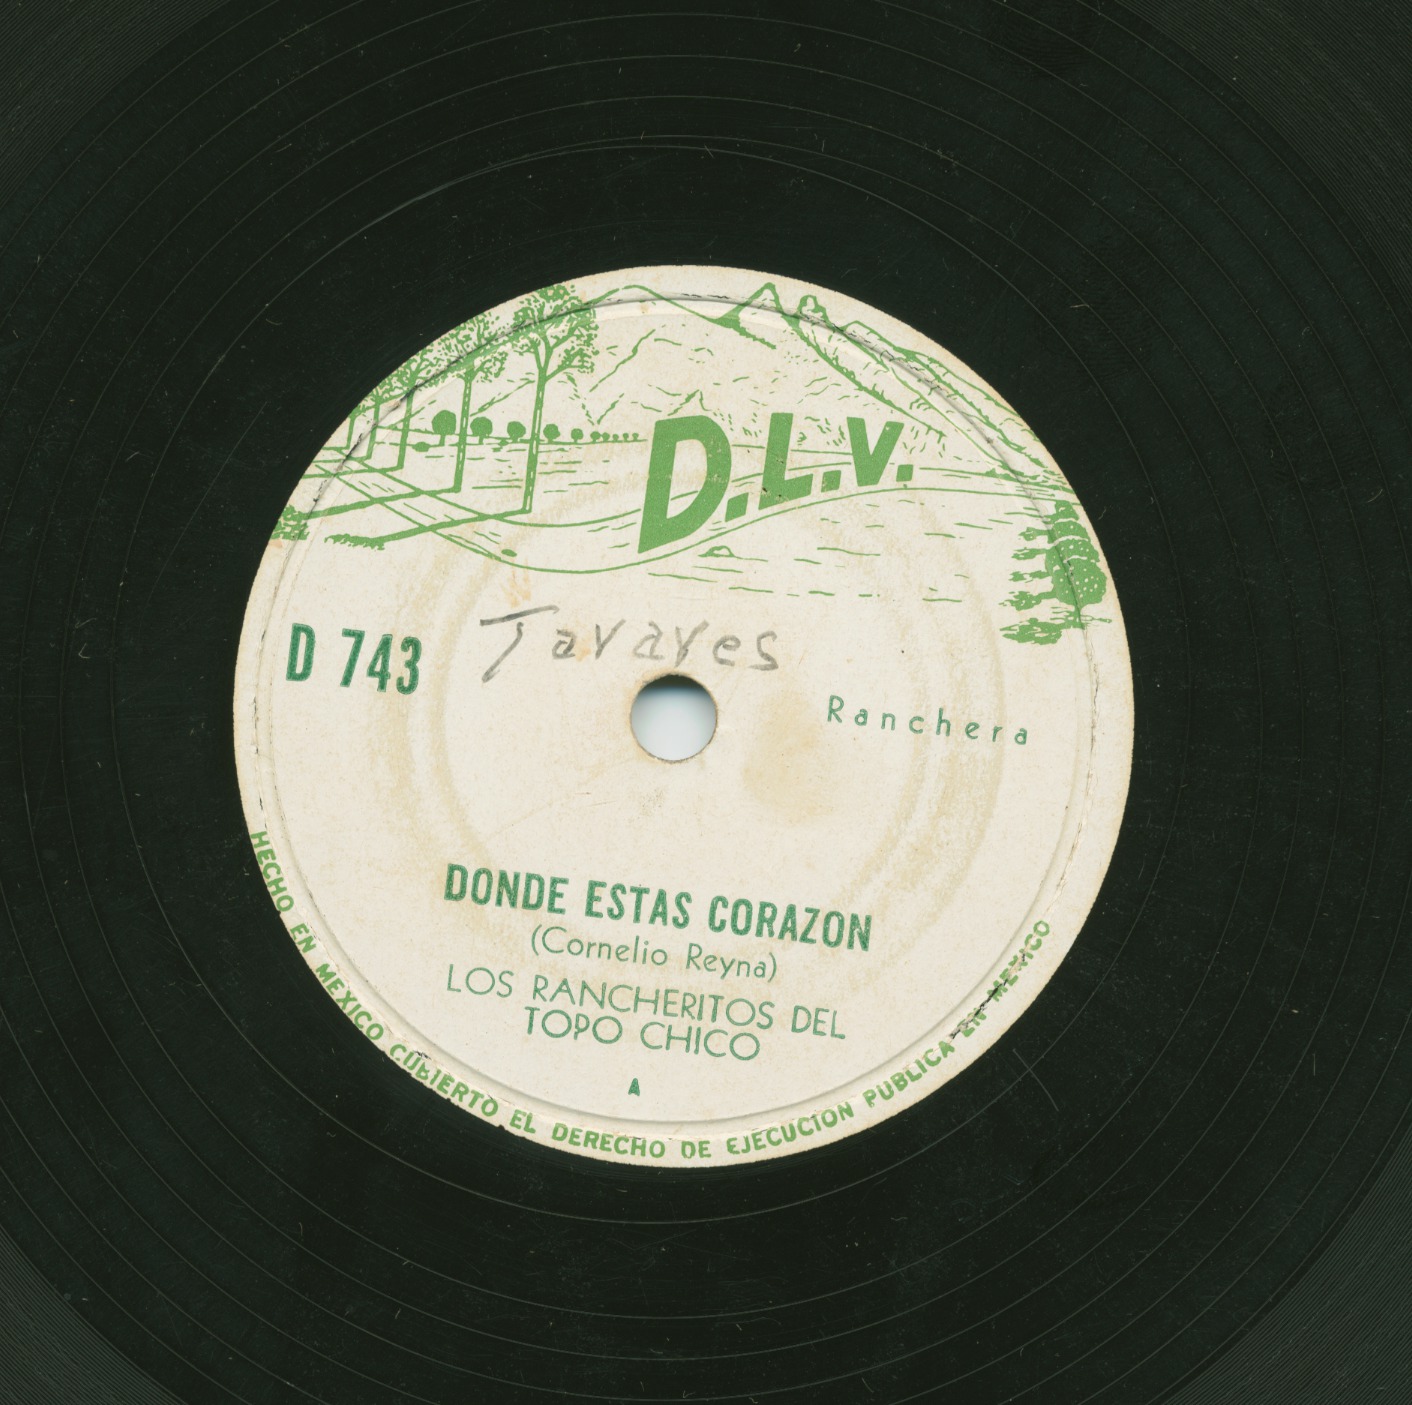 D.L.V.
Tavares
D 743
Ranchera
DONDE ESTAS CORAZON
(Cornelio Reyna)
LOS RANCHERITOS DEL
TOPO CHICO
A
HECHO EN MEXICO CUBIERTO EL DERECHO DE EJECUCION PUBLICA EN MEXICO